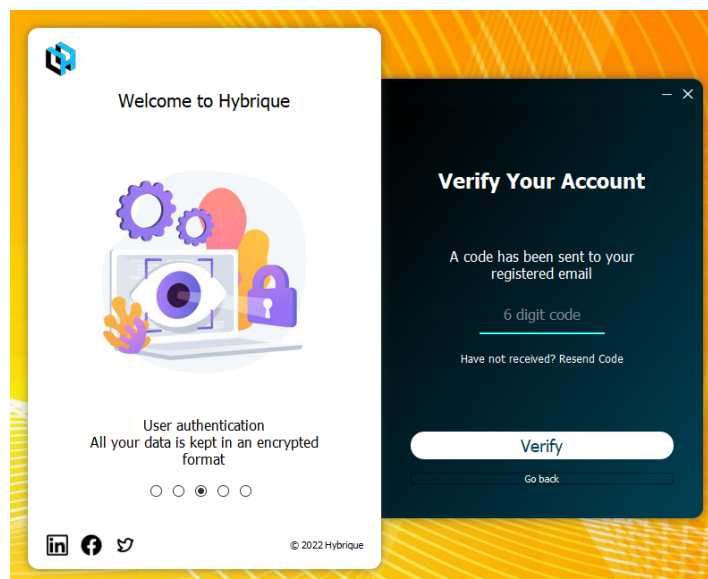 Welcome to Hybrique
User authentication
All your data is kept in an encrypted
format
in
© 2022 Hybrique
Verify Your Account
A code has been sent to your
registered email
6 digit code
Have not received? Resend Code
Verify
Go back